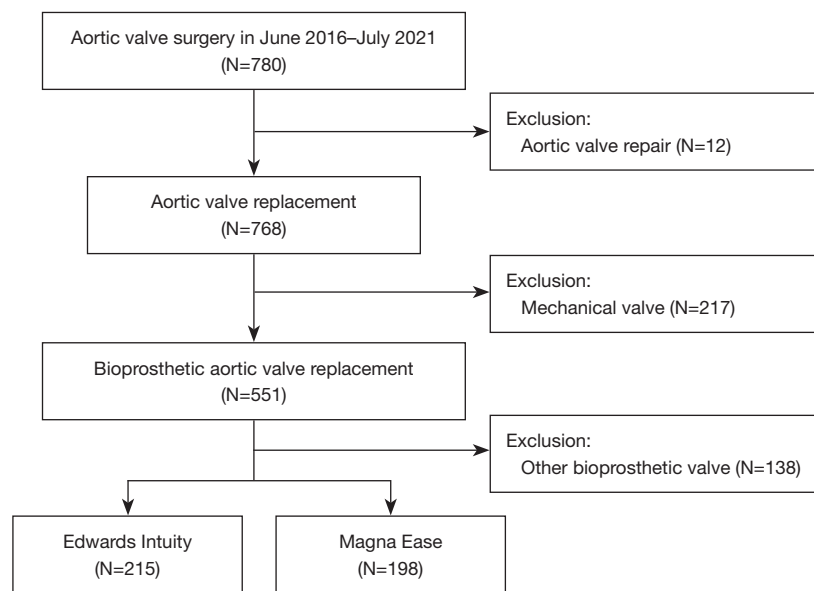 Aortic valve surgery in June 2016–July 2021
(N=780)
Exclusion:
Aortic valve repair (N=12)
Aortic valve replacement
(N=768)
Exclusion:
Mechanical valve (N=217)
Bioprosthetic aortic valve replacement
(N=551)
Exclusion:
Other bioprosthetic valve (N=138)
Edwards Intuity
(N=215)
Magna Ease
(N=198)